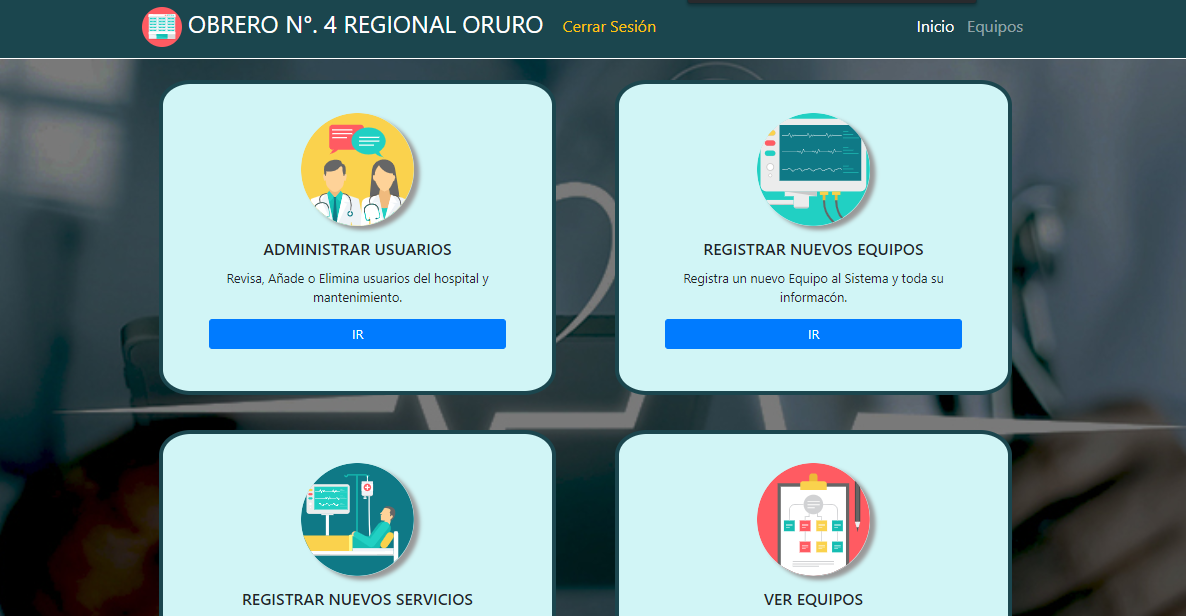 OBRERO N°. 4 REGIONAL ORURO
Cerrar Sesión
Inicio
Equipos
ADMINISTRAR USUARIOS
Revisa, Añade o Elimina usuarios del hospital y
mantenimiento.
IR
REGISTRAR NUEVOS EQUIPOS
Registra un nuevo Equipo al Sistema y toda su
informacón.
IR
REGISTRAR NUEVOS SERVICIOS
VER EQUIPOS